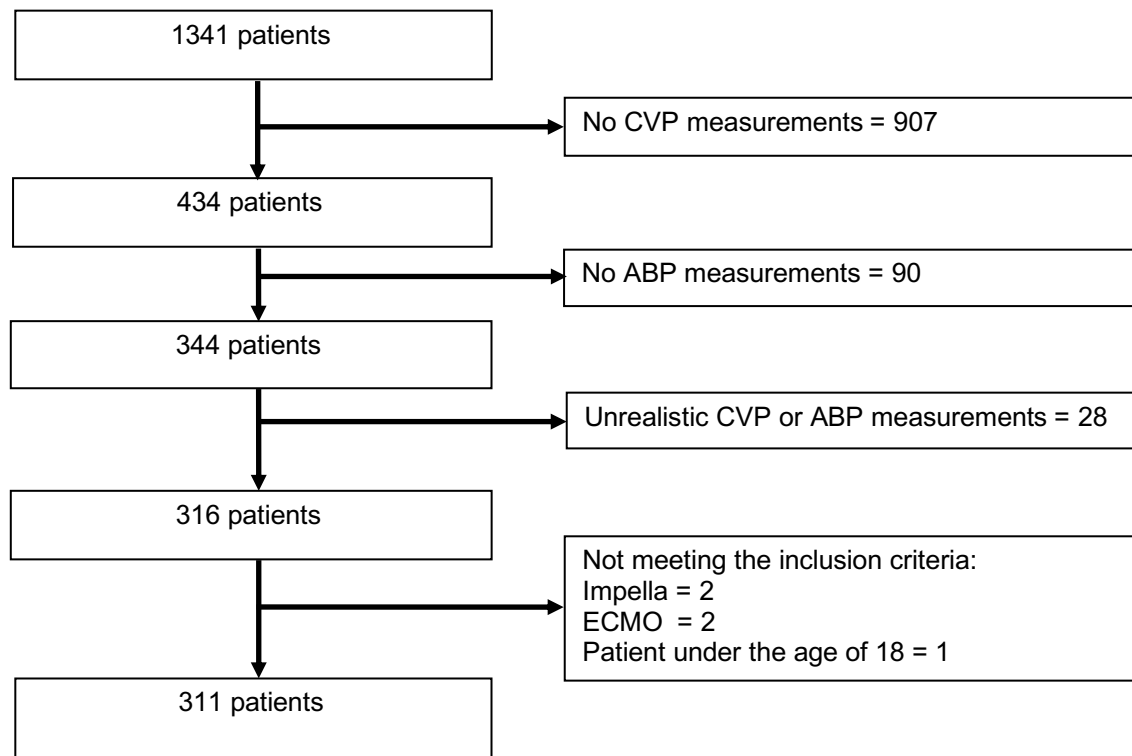 1341 patients
No CVP measurements = 907
434 patients
No ABP measurements = 90
344 patients
Unrealistic CVP or ABP measurements = 28
316 patients
Not meeting the inclusion criteria:
Impella = 2
ECMO  = 2
Patient under the age of 18 = 1
311 patients